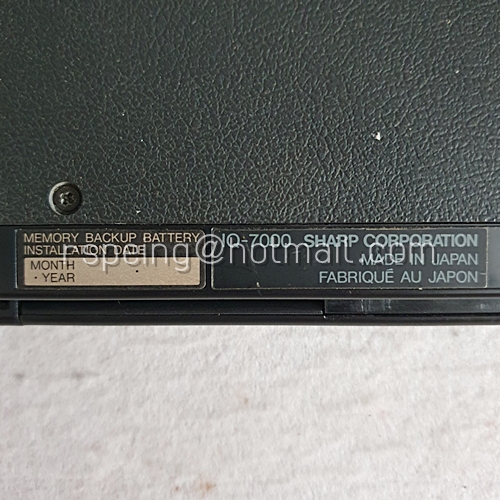 MEMORY BACKUP BATTERY
INSTALLATION DATE
MONTH
· YEAR
IQ-7000 SHARP CORPORATION
MADE IN JAPAN
FABRIQUÉ AU JAPON
rspeing@hotmail.com